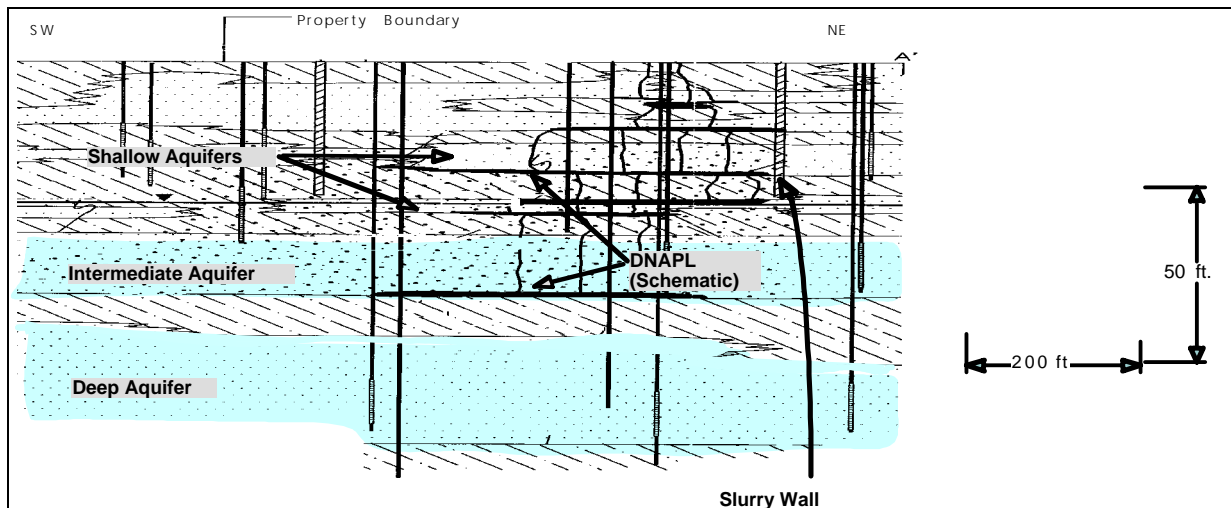 SW
Property Boundary
NE
A'
Shallow Aquifers
Intermediate Aquifer
DNAPL
(Schematic)
50 ft.
200 ft
Deep Aquifer
Slurry Wall